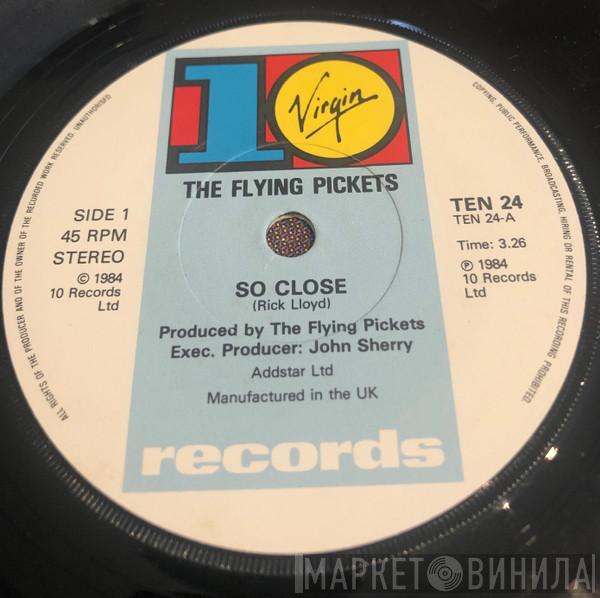 10
Virgin
THE FLYING PICKETS
SIDE 1
45 RPM
STEREO
© 1984
10 Records
Ltd
TEN 24
TEN 24-A
Time: 3.26
℗ 1984
10 Records
Ltd
SO CLOSE
(Rick Lloyd)
Produced by The Flying Pickets
Exec. Producer: John Sherry
Addstar Ltd
Manufactured in the UK
records
ALL RIGHTS OF THE PRODUCER AND OF THE OWNER OF THE RECORDED WORK RESERVED. UNAUTHORISED
COPYING, PUBLIC PERFORMANCE, BROADCASTING, HIRING OR RENTAL OF THIS RECORDING PROHIBITED.
МАРКЕТ ВИНИЛА